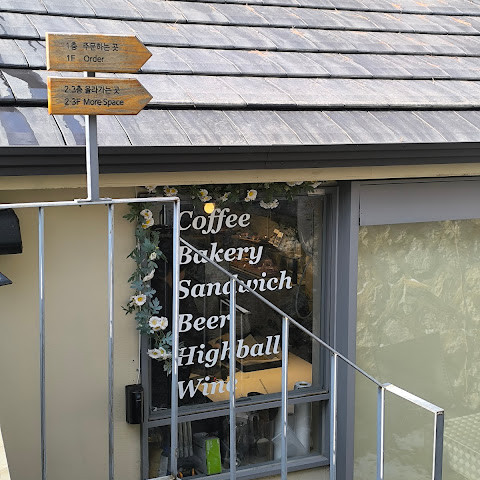 1층 주문하는 곳
1F Order
2·3층 올라가는 곳
2·3F More Space
Coffee
Bakery
Sandwich
Beer
Highball
Wine